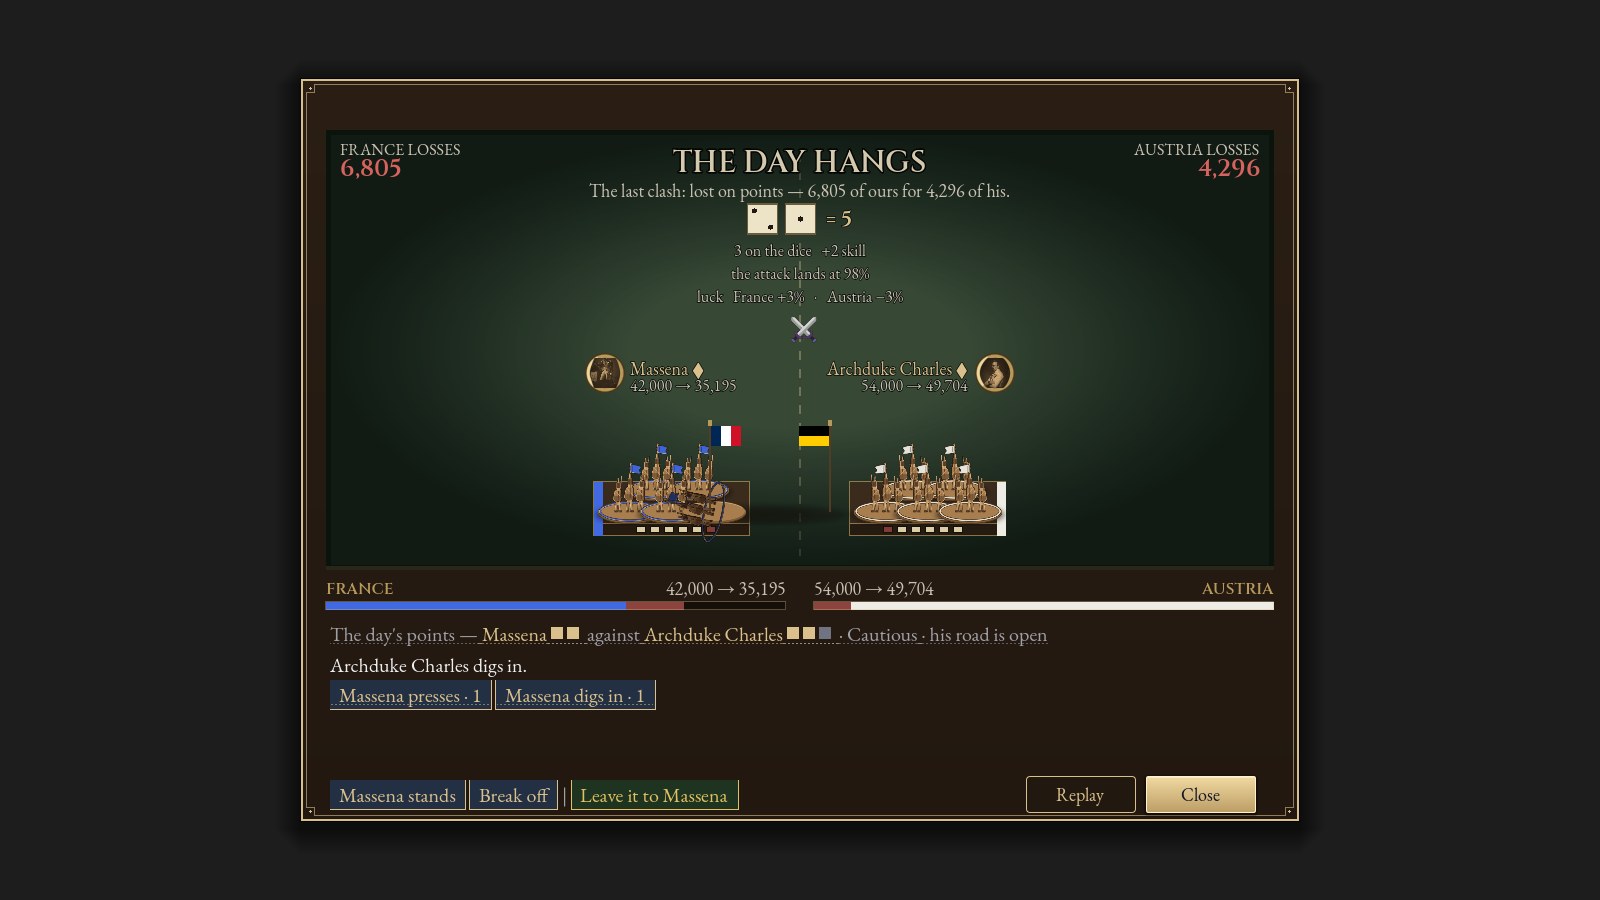 FRANCE LOSSES
6,805
THE DAY HANGS
AUSTRIA LOSSES
4,296
The last clash: lost on points — 6,805 of ours for 4,296 of his.
= 5
3 on the dice +2 skill
the attack lands at 98%
luck France +3% · Austria −3%
Massena
42,000 → 35,195
Archduke Charles
54,000 → 49,704
FRANCE 42,000 → 35,195 54,000 → 49,704 AUSTRIA
The day's points — Massena against Archduke Charles · Cautious · his road is open
Archduke Charles digs in.
Massena presses · 1 Massena digs in · 1
Massena stands Break off | Leave it to Massena Replay Close